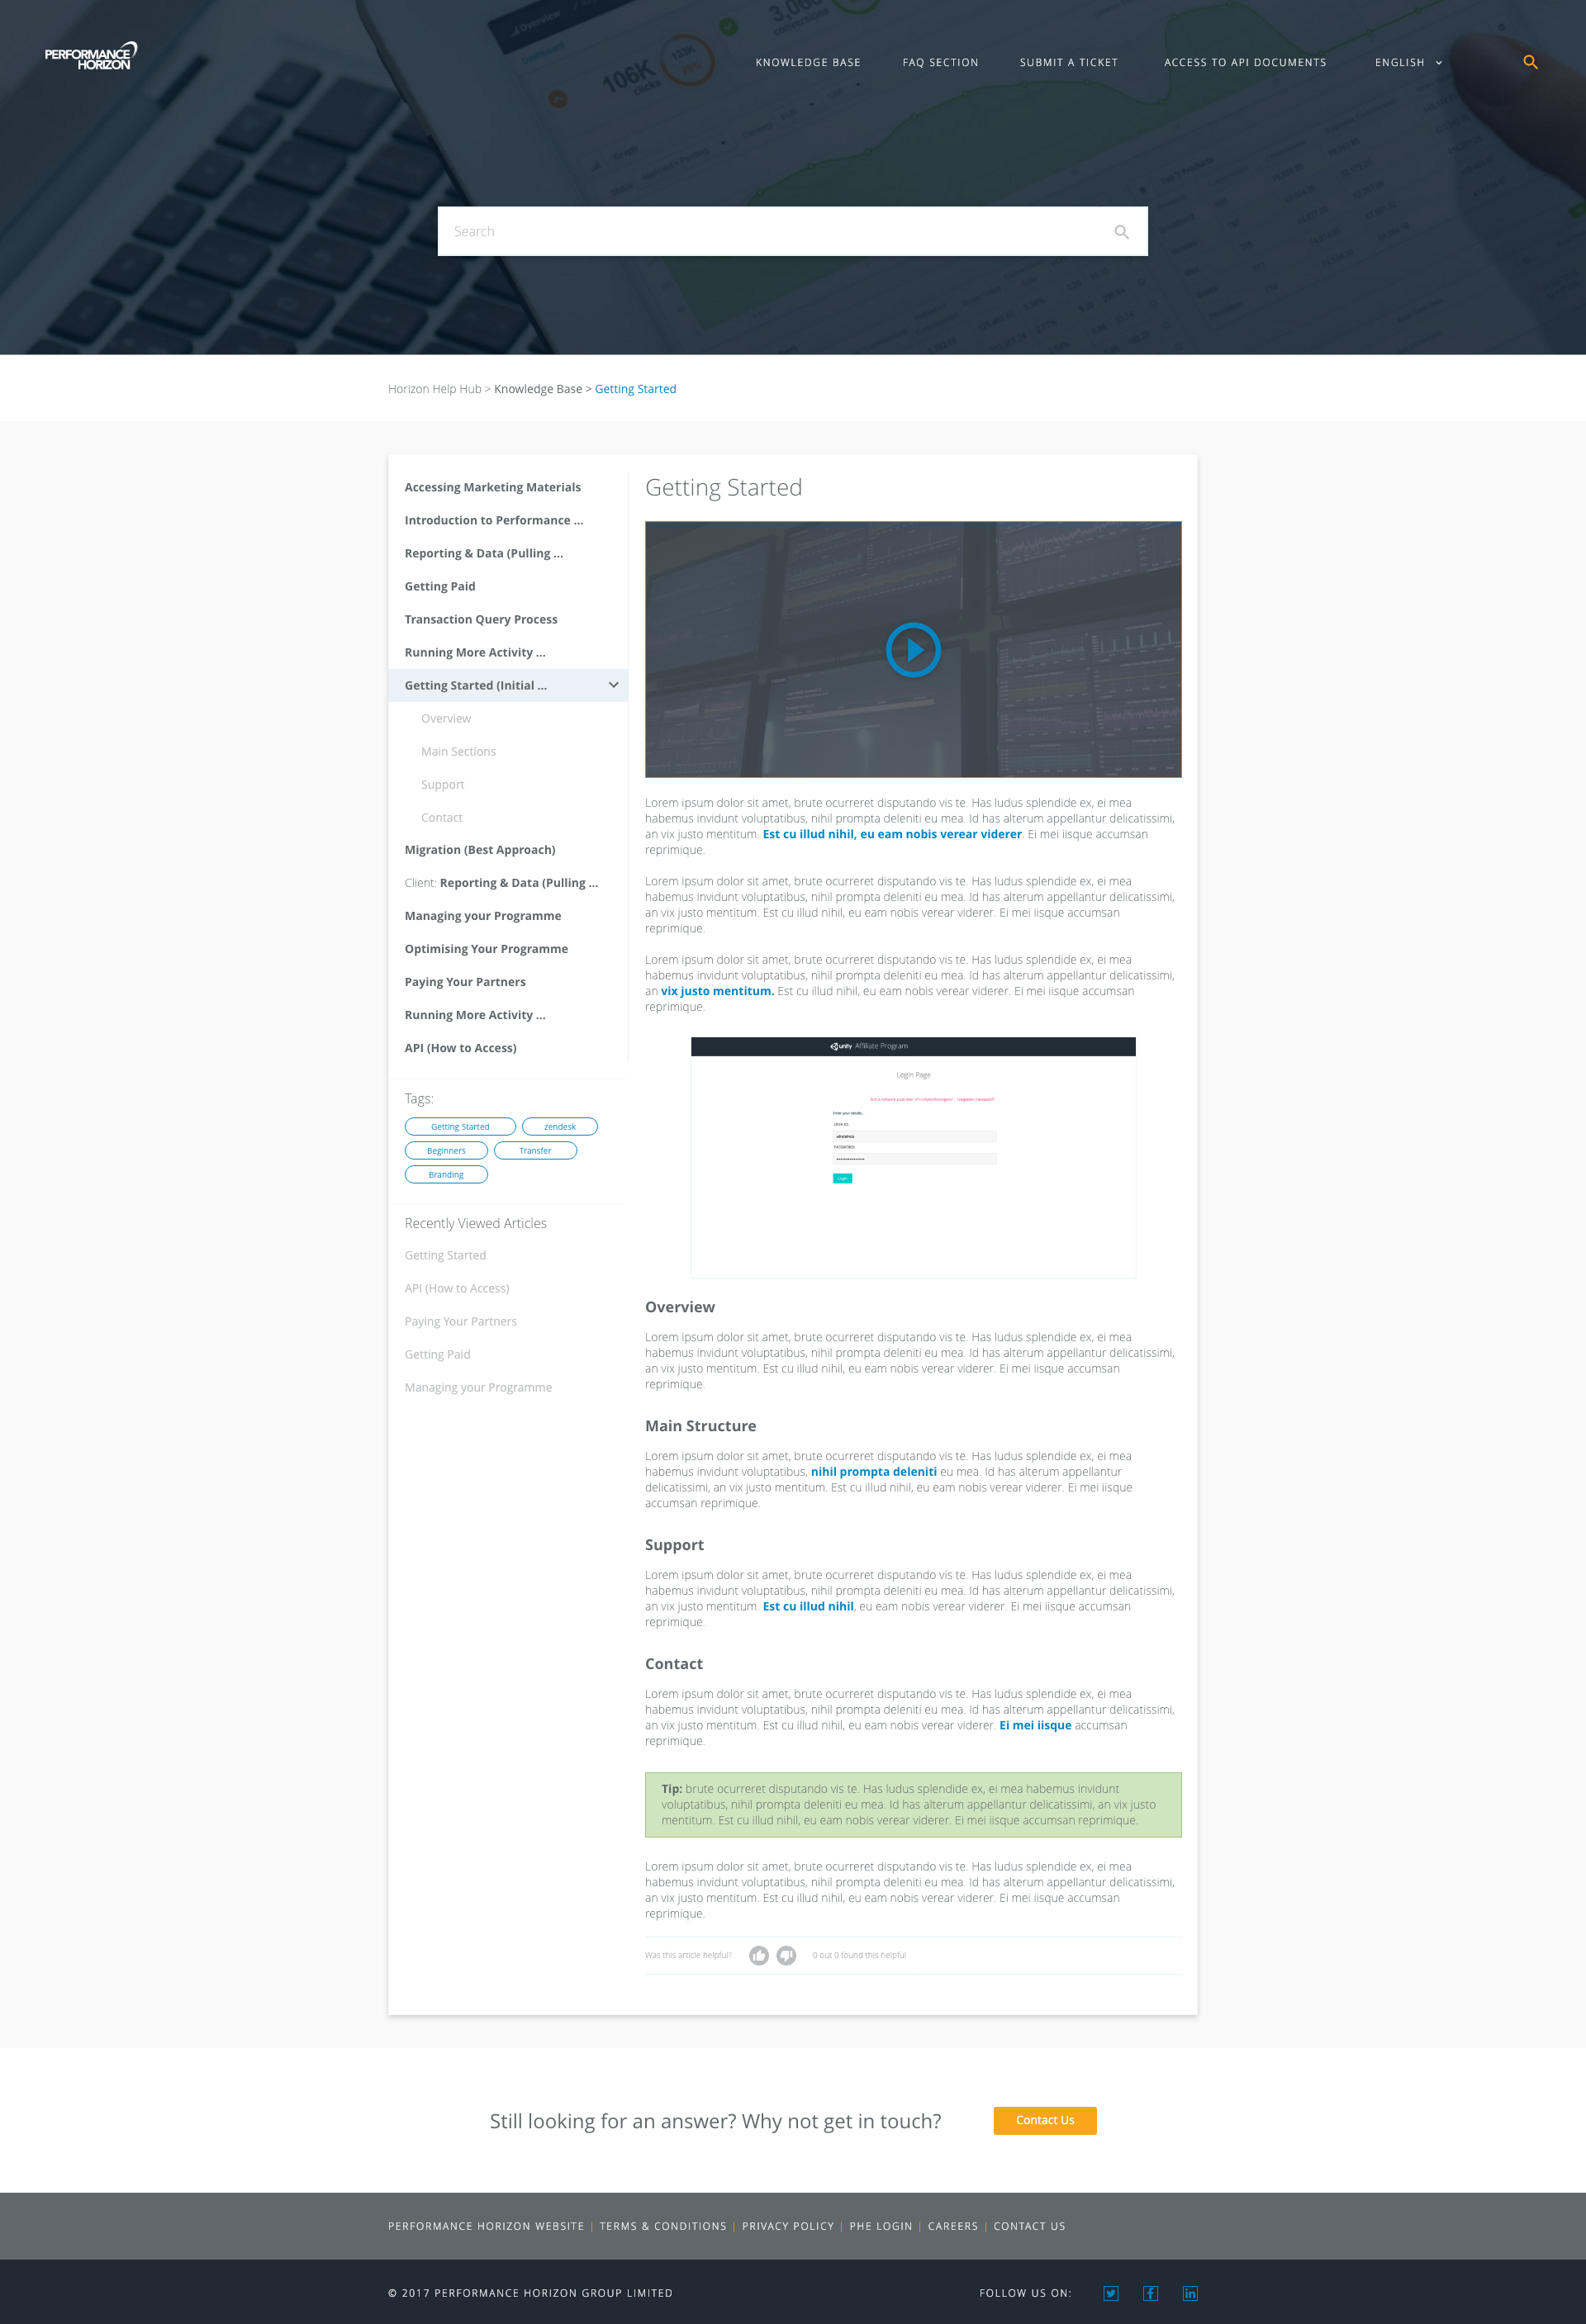 PERFORMANCE
HORIZON
KNOWLEDGE BASE
FAQ SECTION
SUBMIT A TICKET
ACCESS TO API DOCUMENTS
ENGLISH
3,060
106K
133K
Search
Horizon Help Hub > Knowledge Base > Getting Started
Accessing Marketing Materials
Introduction to Performance ...
Reporting & Data (Pulling ...
Getting Paid
Transaction Query Process
Running More Activity ...
Getting Started (Initial ...
Overview
Main Sections
Support
Contact
Migration (Best Approach)
Client: Reporting & Data (Pulling ...
Managing your Programme
Optimising Your Programme
Paying Your Partners
Running More Activity ...
API (How to Access)
Tags:
Getting Started
zendesk
Beginners
Transfer
Branding
Recently Viewed Articles
Getting Started
API (How to Access)
Paying Your Partners
Getting Paid
Managing your Programme
Getting Started
Lorem ipsum dolor sit amet, brute ocurreret disputando vis te. Has ludus splendide ex, ei mea
habemus invidunt voluptatibus, nihil prompta deleniti eu mea. Id has alterum appellantur delicatissimi,
an vix justo mentitum. Est cu illud nihil, eu eam nobis verear viderer. Ei mei iisque accumsan
reprimique.
Lorem ipsum dolor sit amet, brute ocurreret disputando vis te. Has ludus splendide ex, ei mea
habemus invidunt voluptatibus, nihil prompta deleniti eu mea. Id has alterum appellantur delicatissimi,
an vix justo mentitum. Est cu illud nihil, eu eam nobis verear viderer. Ei mei iisque accumsan
reprimique.
Lorem ipsum dolor sit amet, brute ocurreret disputando vis te. Has ludus splendide ex, ei mea
habemus invidunt voluptatibus, nihil prompta deleniti eu mea. Id has alterum appellantur delicatissimi,
an vix justo mentitum. Est cu illud nihil, eu eam nobis verear viderer. Ei mei iisque accumsan
reprimique.
unity Affiliate Program
Login Page
Enter your details...
Login
Overview
Lorem ipsum dolor sit amet, brute ocurreret disputando vis te. Has ludus splendide ex, ei mea
habemus invidunt voluptatibus, nihil prompta deleniti eu mea. Id has alterum appellantur delicatissimi,
an vix justo mentitum. Est cu illud nihil, eu eam nobis verear viderer. Ei mei iisque accumsan
reprimique.
Main Structure
Lorem ipsum dolor sit amet, brute ocurreret disputando vis te. Has ludus splendide ex, ei mea
habemus invidunt voluptatibus, nihil prompta deleniti eu mea. Id has alterum appellantur
delicatissimi, an vix justo mentitum. Est cu illud nihil, eu eam nobis verear viderer. Ei mei iisque
accumsan reprimique.
Support
Lorem ipsum dolor sit amet, brute ocurreret disputando vis te. Has ludus splendide ex, ei mea
habemus invidunt voluptatibus, nihil prompta deleniti eu mea. Id has alterum appellantur delicatissimi,
an vix justo mentitum. Est cu illud nihil, eu eam nobis verear viderer. Ei mei iisque accumsan
reprimique.
Contact
Lorem ipsum dolor sit amet, brute ocurreret disputando vis te. Has ludus splendide ex, ei mea
habemus invidunt voluptatibus, nihil prompta deleniti eu mea. Id has alterum appellantur delicatissimi,
an vix justo mentitum. Est cu illud nihil, eu eam nobis verear viderer. Ei mei iisque accumsan
reprimique.
Tip: brute ocurreret disputando vis te. Has ludus splendide ex, ei mea habemus invidunt
voluptatibus, nihil prompta deleniti eu mea. Id has alterum appellantur delicatissimi, an vix justo
mentitum. Est cu illud nihil, eu eam nobis verear viderer. Ei mei iisque accumsan reprimique.
Lorem ipsum dolor sit amet, brute ocurreret disputando vis te. Has ludus splendide ex, ei mea
habemus invidunt voluptatibus, nihil prompta deleniti eu mea. Id has alterum appellantur delicatissimi,
an vix justo mentitum. Est cu illud nihil, eu eam nobis verear viderer. Ei mei iisque accumsan
reprimique.
Was this article helpful?
0 out 0 found this helpful
Still looking for an answer? Why not get in touch?
Contact Us
PERFORMANCE HORIZON WEBSITE | TERMS & CONDITIONS | PRIVACY POLICY | PHE LOGIN | CAREERS | CONTACT US
© 2017 PERFORMANCE HORIZON GROUP LIMITED
FOLLOW US ON: